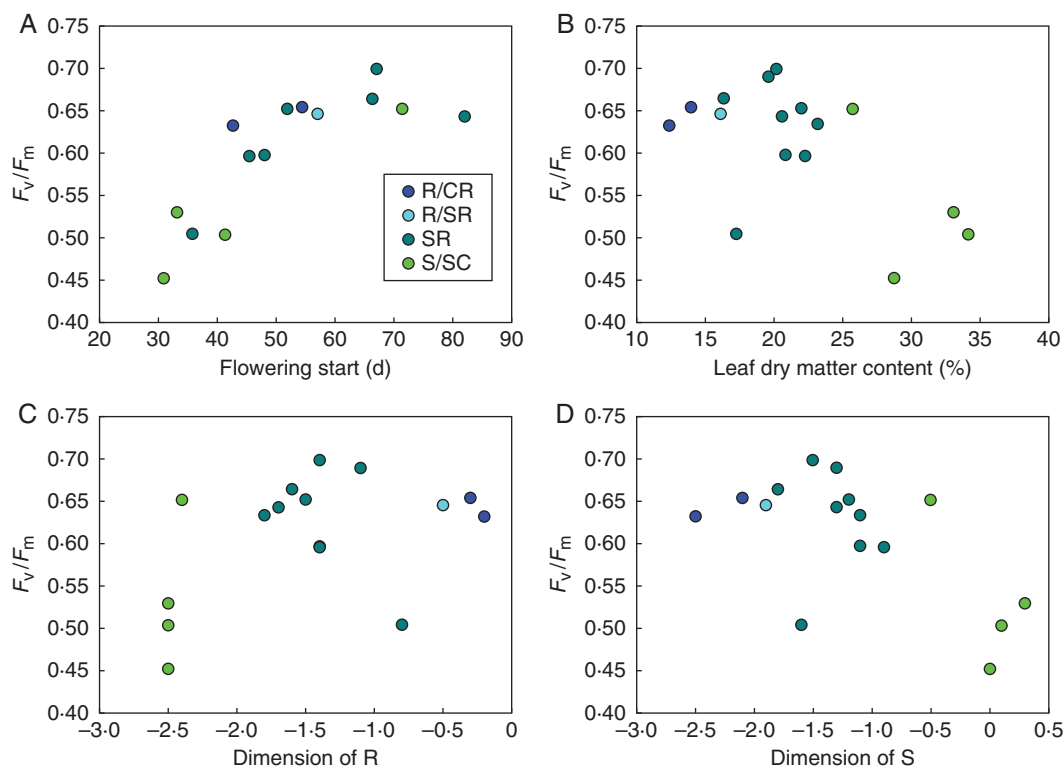 A
0·75
0·70
0·65
0·60
0·55
0·50
0·45
0·40
Fv/Fm
20 30 40 50 60 70 80 90
Flowering start (d)
R/CR
R/SR
SR
S/SC
B
0·75
0·70
0·65
0·60
0·55
0·50
0·45
0·40
Fv/Fm
10 15 20 25 30 35 40
Leaf dry matter content (%)
C
0·75
0·70
0·65
0·60
0·55
0·50
0·45
0·40
Fv/Fm
–3·0 –2·5 –2·0 –1·5 –1·0 –0·5 0
Dimension of R
D
0·75
0·70
0·65
0·60
0·55
0·50
0·45
0·40
Fv/Fm
–3·0 –2·5 –2·0 –1·5 –1·0 –0·5 0 0·5
Dimension of S